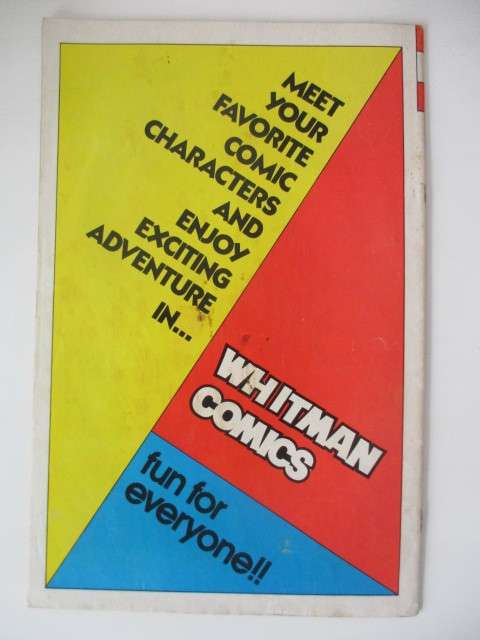 MEET
YOUR
FAVORITE
COMIC
CHARACTERS
AND
ENJOY
EXCITING
ADVENTURE
IN...
WHITMAN
COMICS
fun for
everyone!!